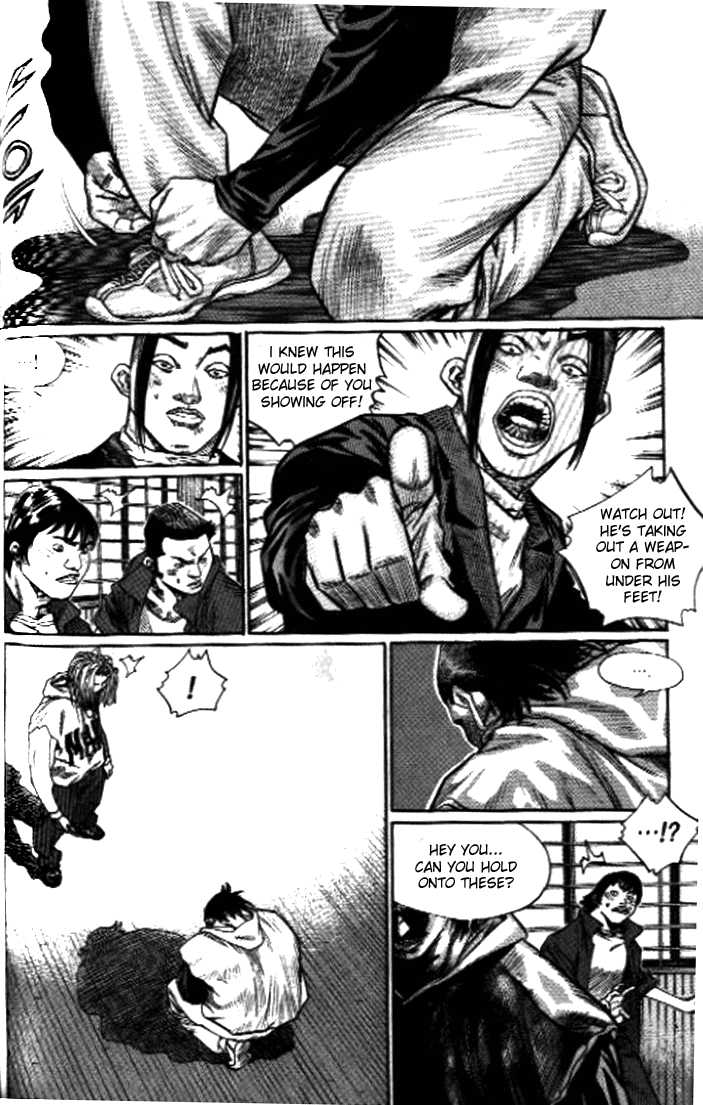 ...!
I KNEW THIS
WOULD HAPPEN
BECAUSE OF YOU
SHOWING OFF!
WATCH OUT!
HE'S TAKING
OUT A WEAP-
ON FROM
UNDER HIS
FEET!
!
...
...!?
HEY YOU...
CAN YOU HOLD
ONTO THESE?